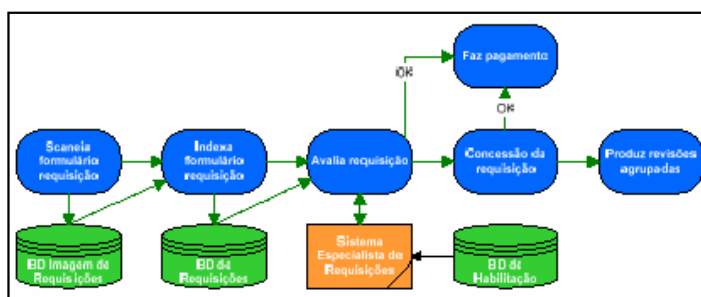 Faz pagamento
OK
OK
Scaneia
formulário
requisição
Indexa
formulário
requisição
Avalia requisição
Concessão da
requisição
Produz revisões
agrupadas
BD Imagem de
Requisições
BD de
Requisições
Sistema
Especialista de
Requisições
BD de
Habilitação